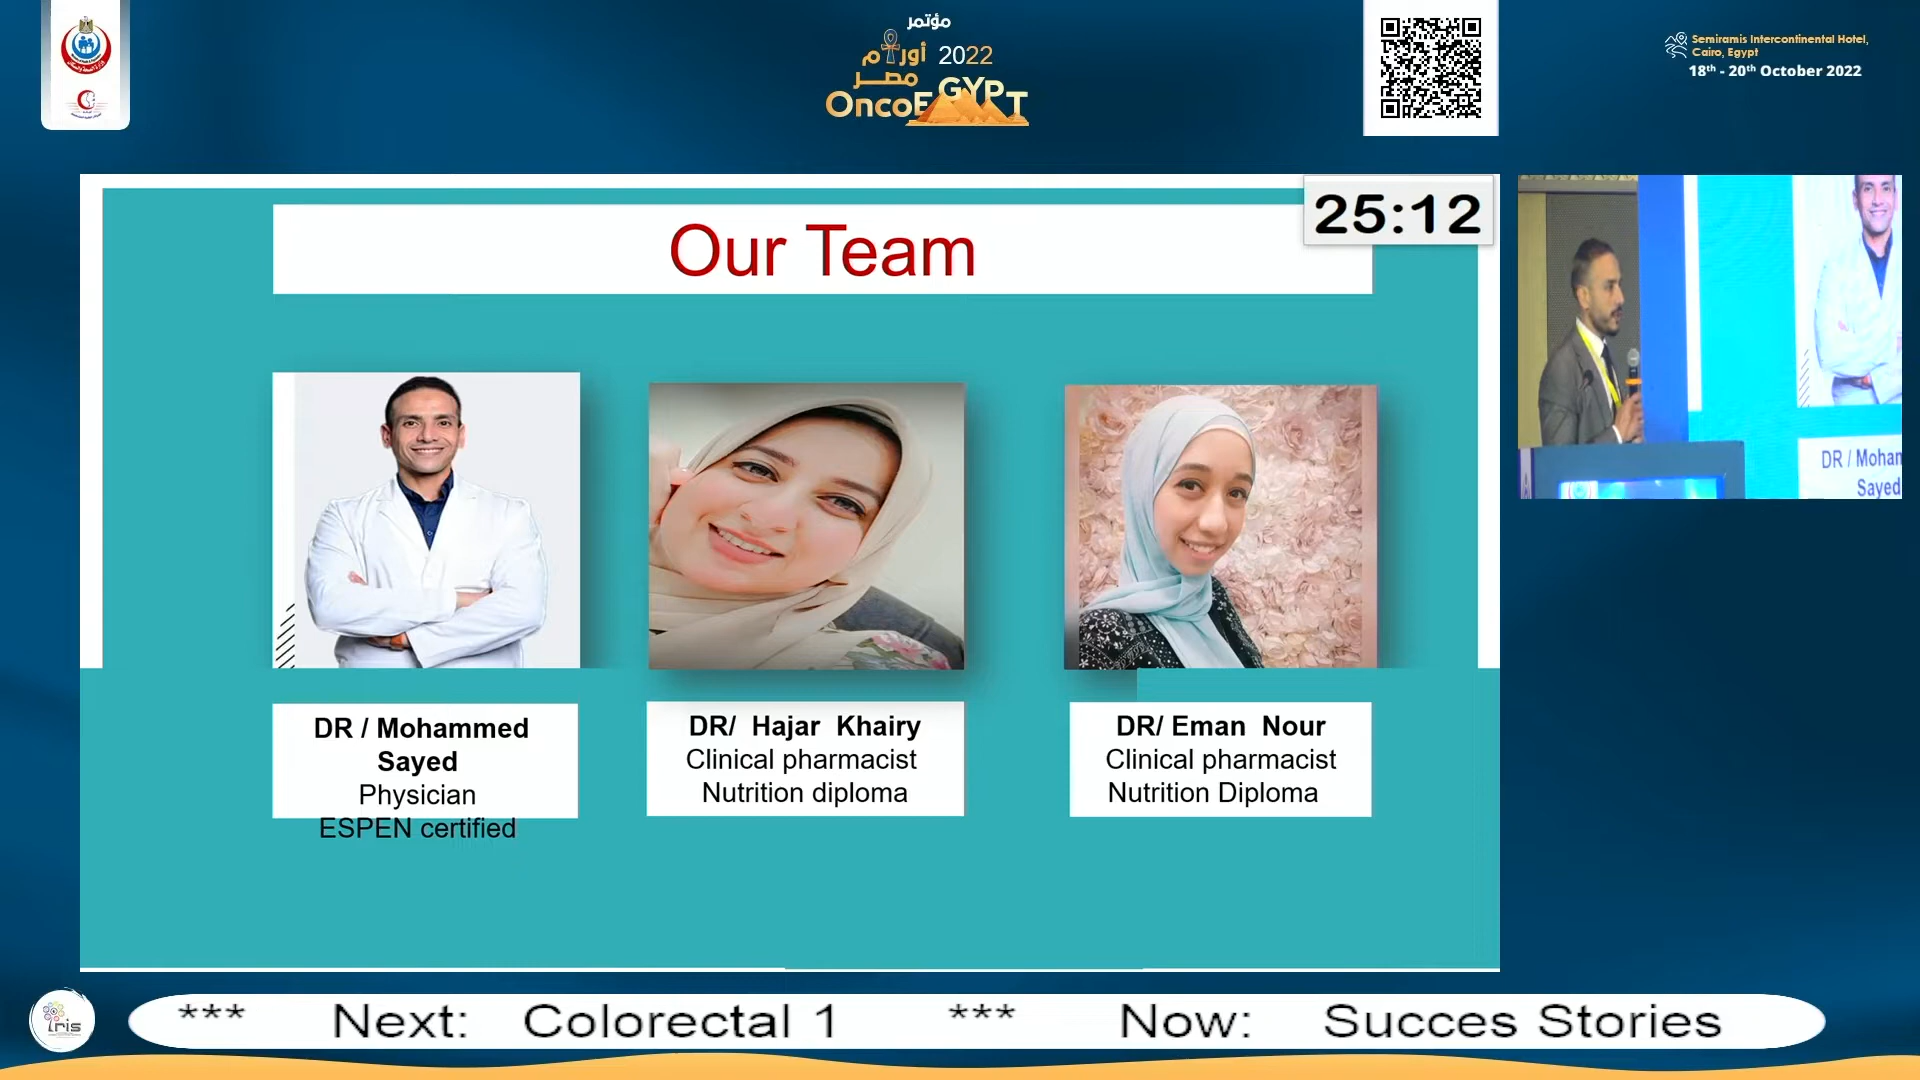 مؤتمر
أورام 2022
مصر
OncoEGYPT
Semiramis Intercontinental Hotel,
Cairo, Egypt
18th - 20th October 2022
25:12
Our Team
DR / Mohammed
Sayed
Physician
ESPEN certified
DR/ Hajar Khairy
Clinical pharmacist
Nutrition diploma
DR/ Eman Nour
Clinical pharmacist
Nutrition Diploma
DR / Moham
Sayed
iris
*** Next: Colorectal 1 *** Now: Succes Stories